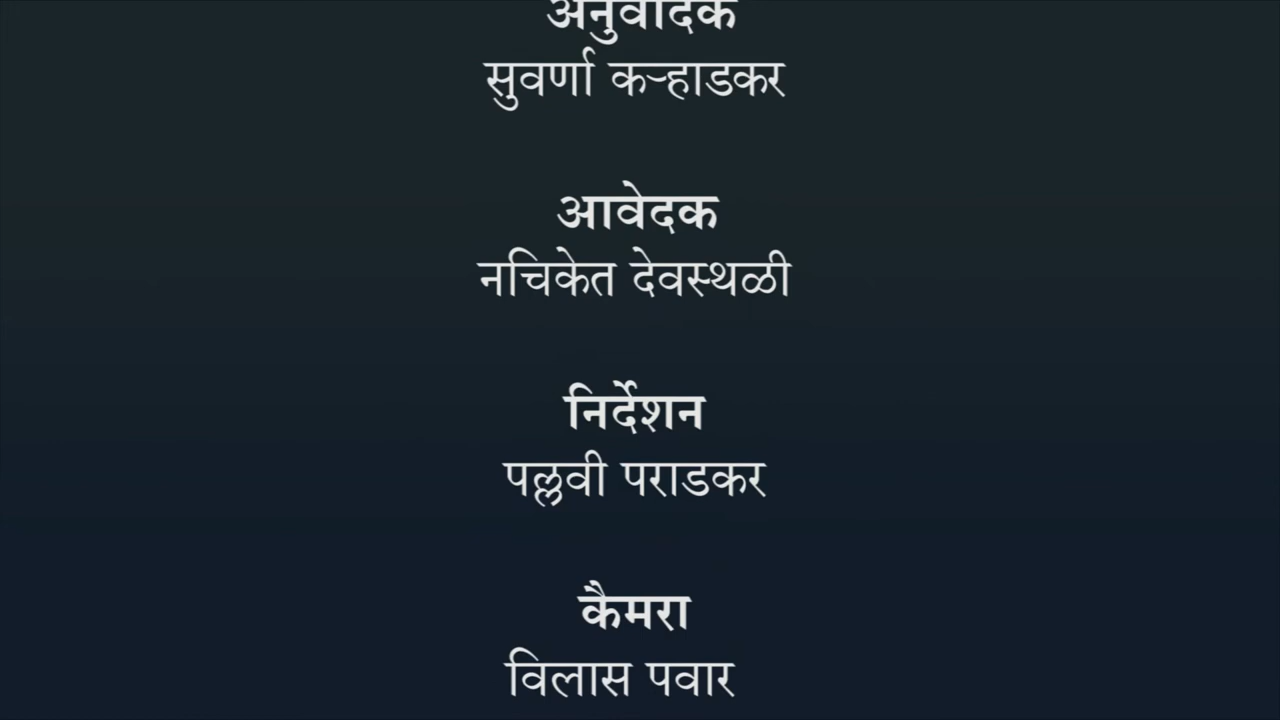 अनुवादक
सुवर्णा कऱ्हाडकर
आवेदक
नचिकेत देवस्थळी
निर्देशन
पल्लवी पराडकर
कैमरा
विलास पवार